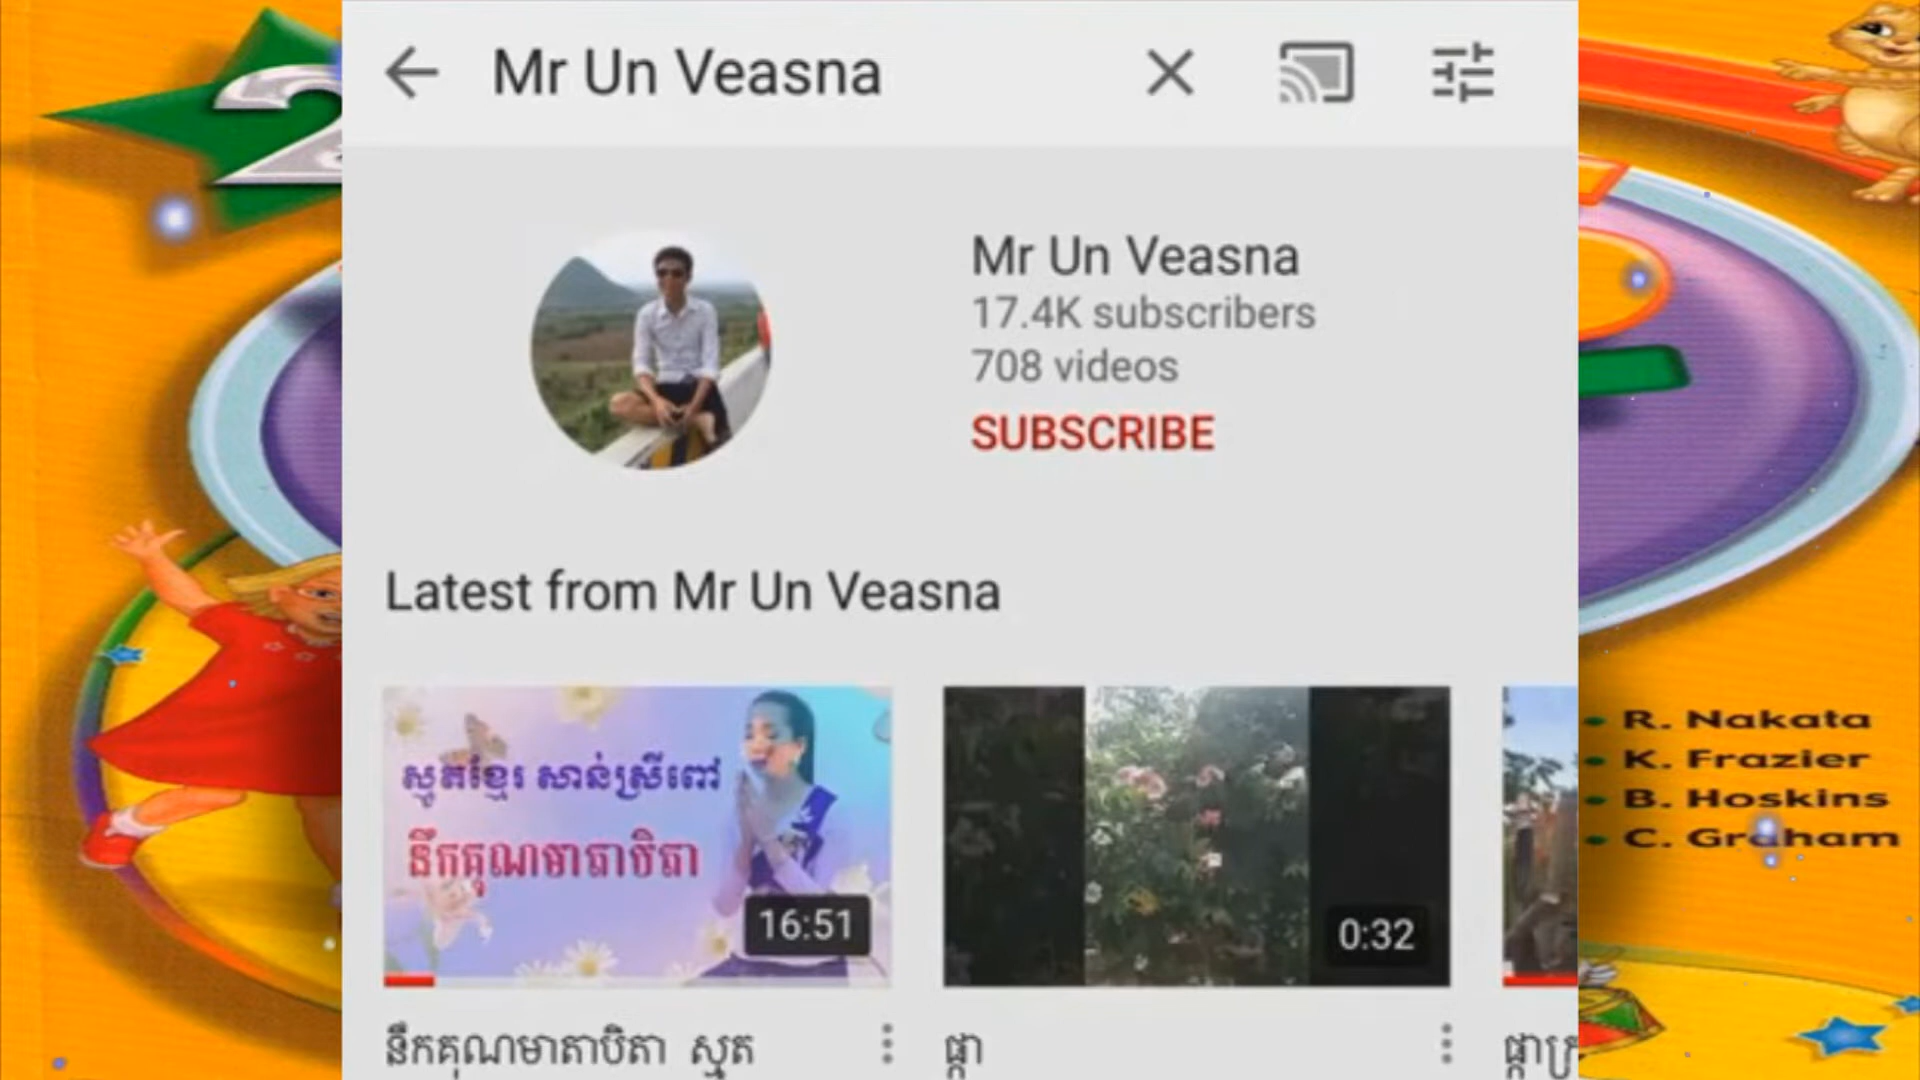 2
Mr Un Veasna
Mr Un Veasna
17.4K subscribers
708 videos
SUBSCRIBE
Latest from Mr Un Veasna
ស្មូតខ្មែរ សាន់ស្រីពៅ
នឹកគុណមាតាបិតា
16:51
0:32
នឹកគុណមាតាបិតា ស្មូត
ផ្កា
R. Nakata
K. Frazier
B. Hoskins
C. Graham